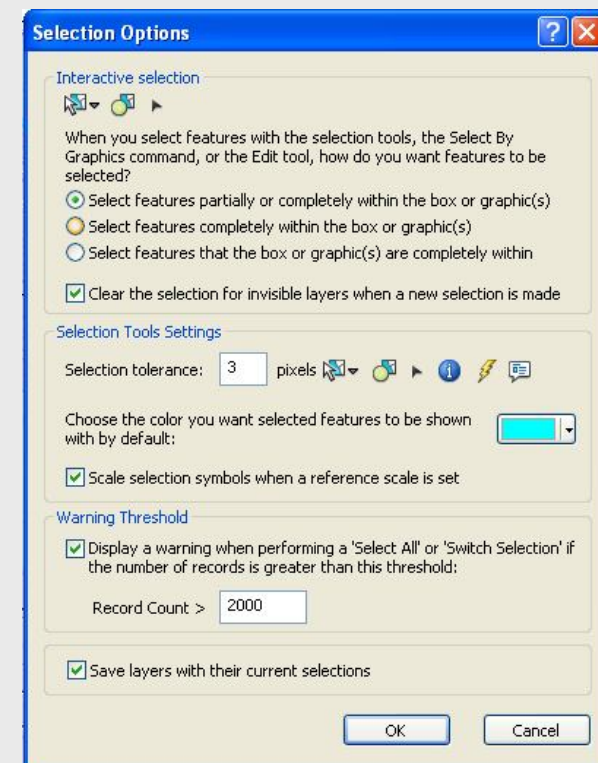 Selection Options
Interactive selection
When you select features with the selection tools, the Select By
Graphics command, or the Edit tool, how do you want features to be
selected?
Select features partially or completely within the box or graphic(s)
Select features completely within the box or graphic(s)
Select features that the box or graphic(s) are completely within
Clear the selection for invisible layers when a new selection is made
Selection Tools Settings
Selection tolerance: 3 pixels
Choose the color you want selected features to be shown
with by default:
Scale selection symbols when a reference scale is set
Warning Threshold
Display a warning when performing a 'Select All' or 'Switch Selection' if
the number of records is greater than this threshold:
Record Count > 2000
Save layers with their current selections
OK Cancel